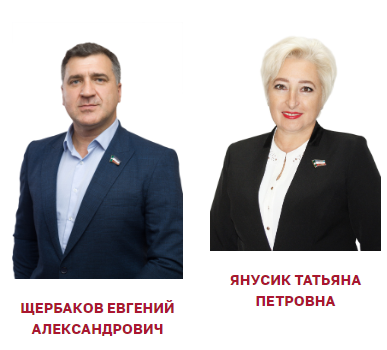 ЩЕРБАКОВ ЕВГЕНИЙ
АЛЕКСАНДРОВИЧ
ЯНУСИК ТАТЬЯНА
ПЕТРОВНА